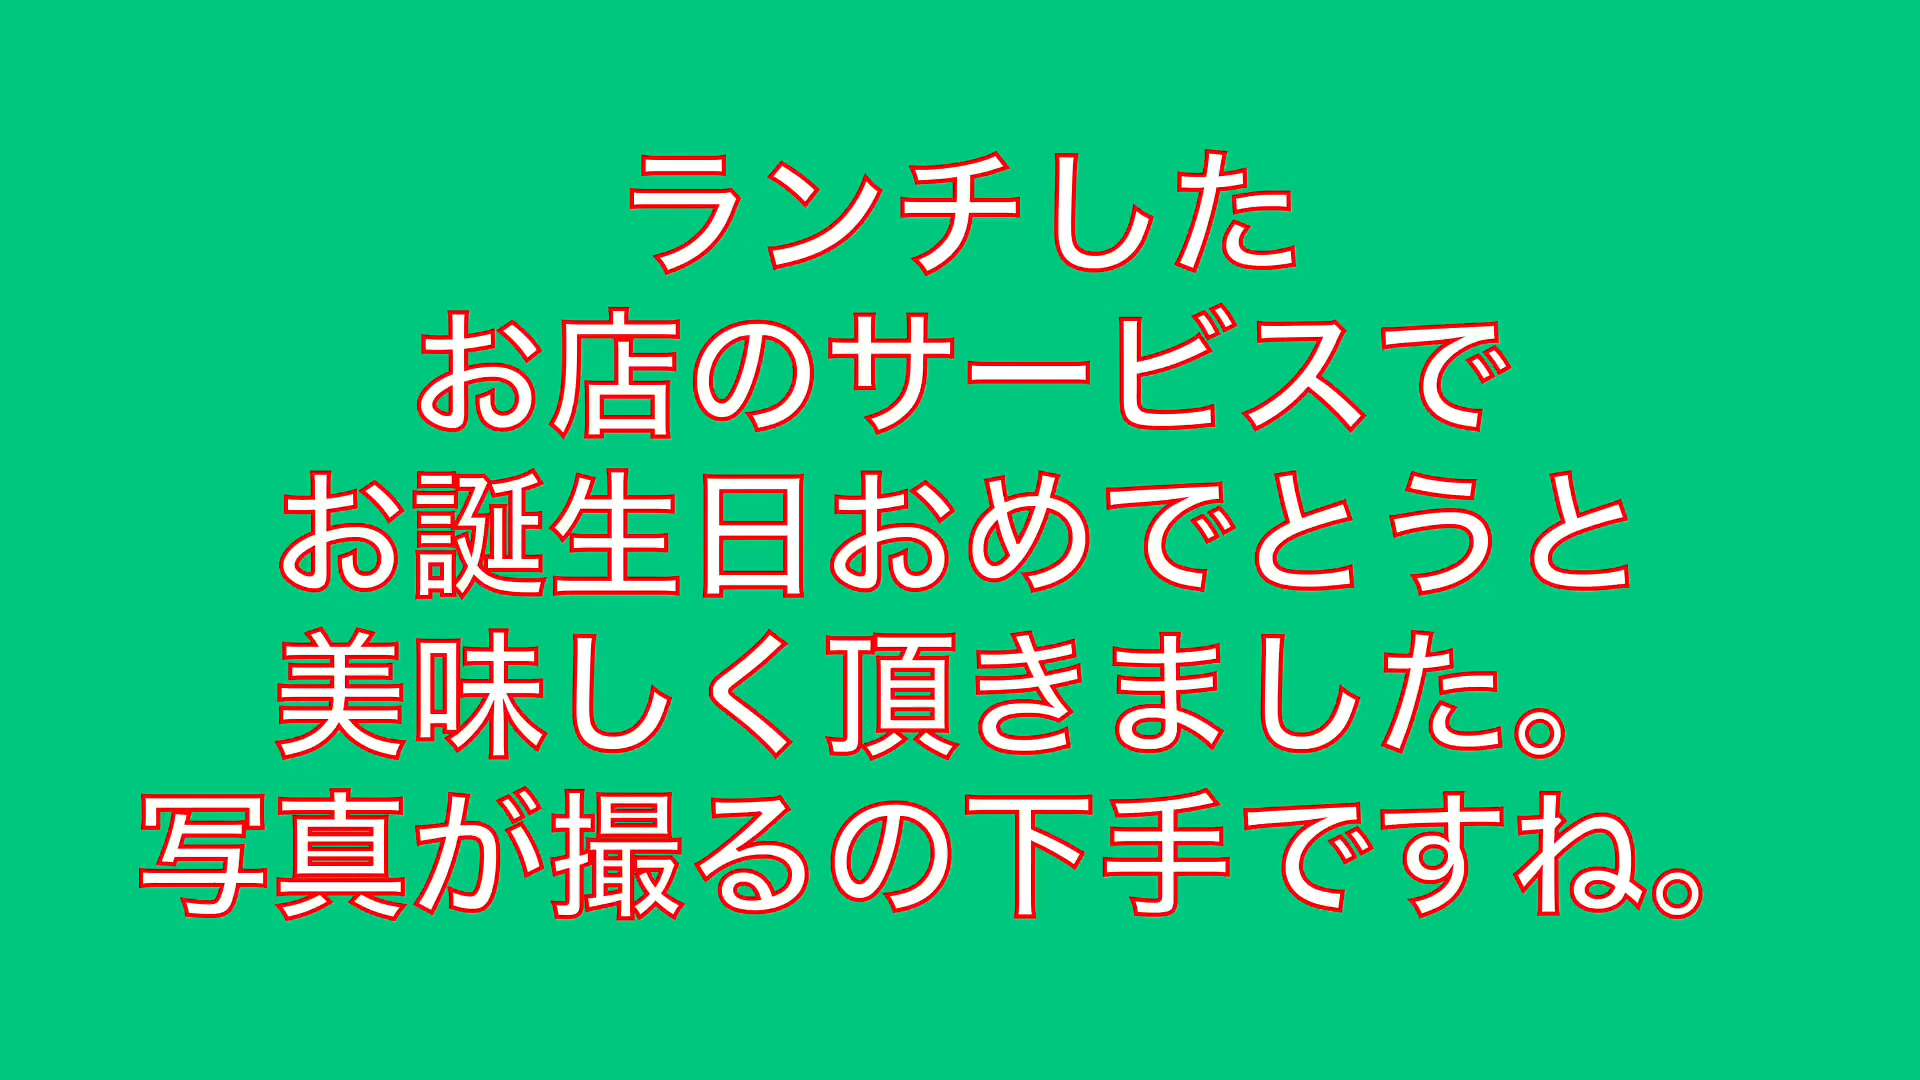 ランチした
お店のサービスで
お誕生日おめでとうと
美味しく頂きました。
写真が撮るの下手ですね。